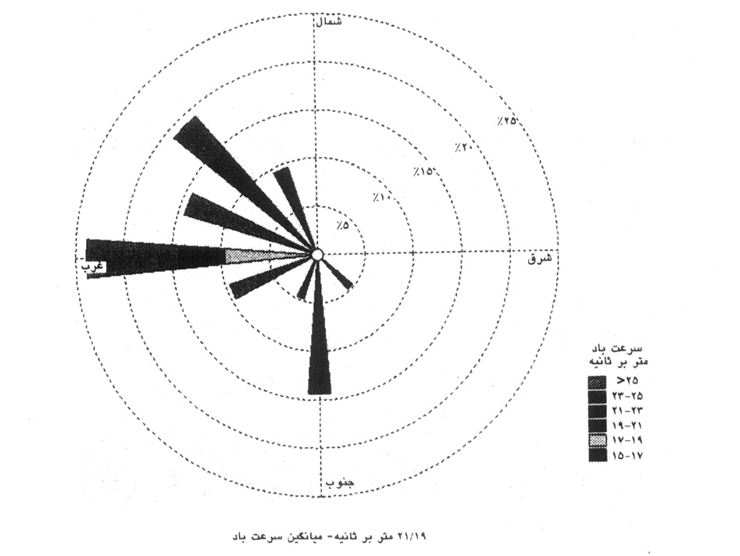 شمال
٪۲۵
٪۲۰
٪۱۵
٪۱۰
٪۵
شرق
غرب
جنوب
سرعت باد
متر بر ثانیه
>۲۵
۲۳-۲۵
۲۱-۲۳
۱۹-۲۱
۱۷-۱۹
۱۵-۱۷
۲۱/۱۹ متر بر ثانیه- میانگین سرعت باد